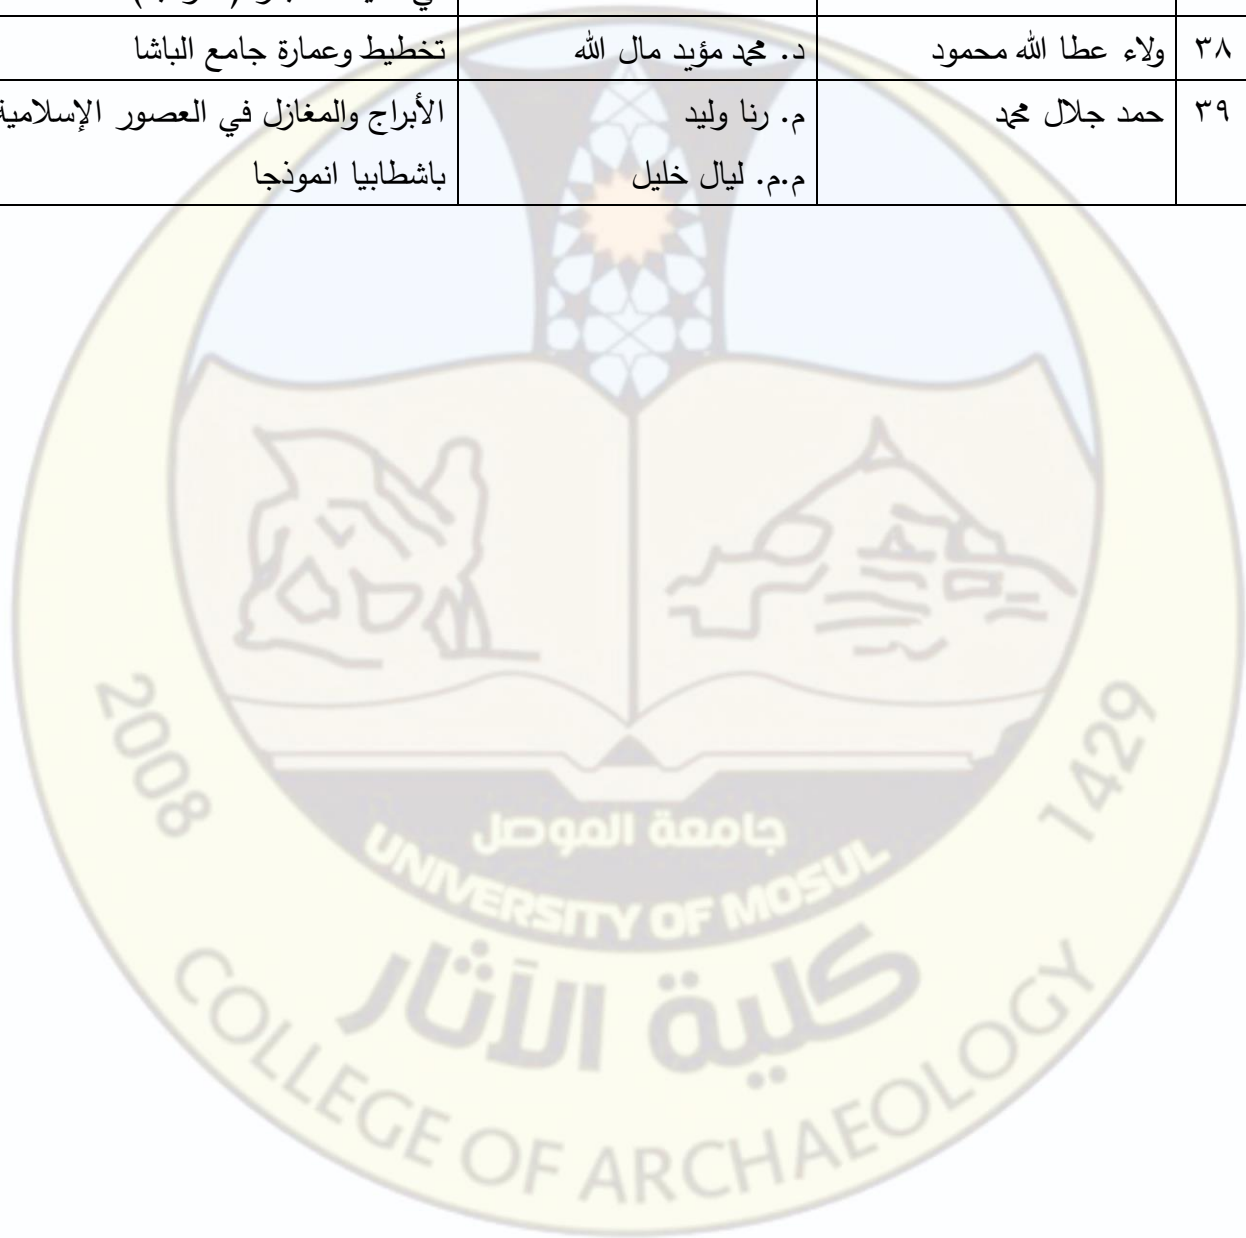 ٣٨ ولاء عطا الله محمود د. محمد مؤيد مال الله تخطيط وعمارة جامع الباشا
٣٩ حمد جلال محمد م. رنا وليد الأبراج والمغازل في العصور الإسلامية
م.م. ليال خليل باشطابيا انموذجا
جامعة الموصل
UNIVERSITY OF MOSUL
2008
1429
كلية الآثار
COLLEGE OF ARCHAEOLOGY